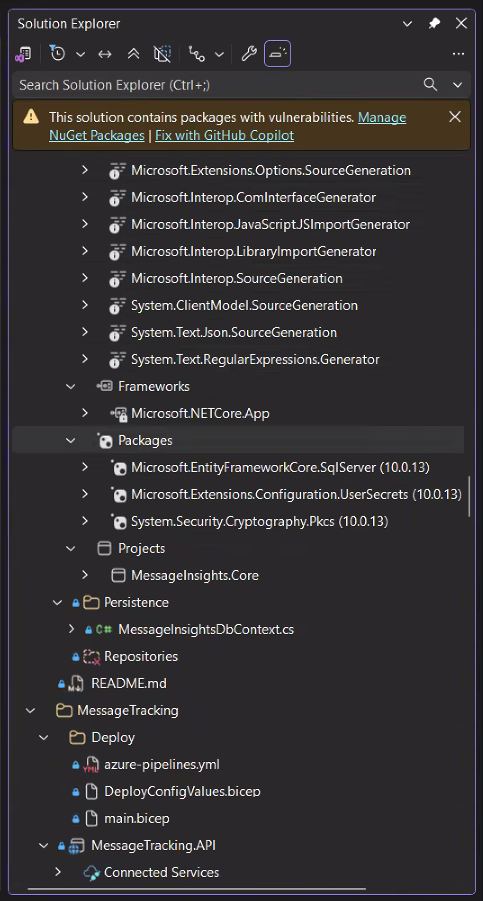 Solution Explorer
Search Solution Explorer (Ctrl+;)
This solution contains packages with vulnerabilities. Manage
NuGet Packages | Fix with GitHub Copilot
Microsoft.Extensions.Options.SourceGeneration
Microsoft.Interop.ComInterfaceGenerator
Microsoft.Interop.JavaScript.JSImportGenerator
Microsoft.Interop.LibraryImportGenerator
Microsoft.Interop.SourceGeneration
System.ClientModel.SourceGeneration
System.Text.Json.SourceGeneration
System.Text.RegularExpressions.Generator
Frameworks
Microsoft.NETCore.App
Packages
Microsoft.EntityFrameworkCore.SqlServer (10.0.13)
Microsoft.Extensions.Configuration.UserSecrets (10.0.13)
System.Security.Cryptography.Pkcs (10.0.13)
Projects
MessageInsights.Core
Persistence
C# MessageInsightsDbContext.cs
Repositories
README.md
MessageTracking
Deploy
YML azure-pipelines.yml
DeployConfigValues.bicep
main.bicep
MessageTracking.API
Connected Services